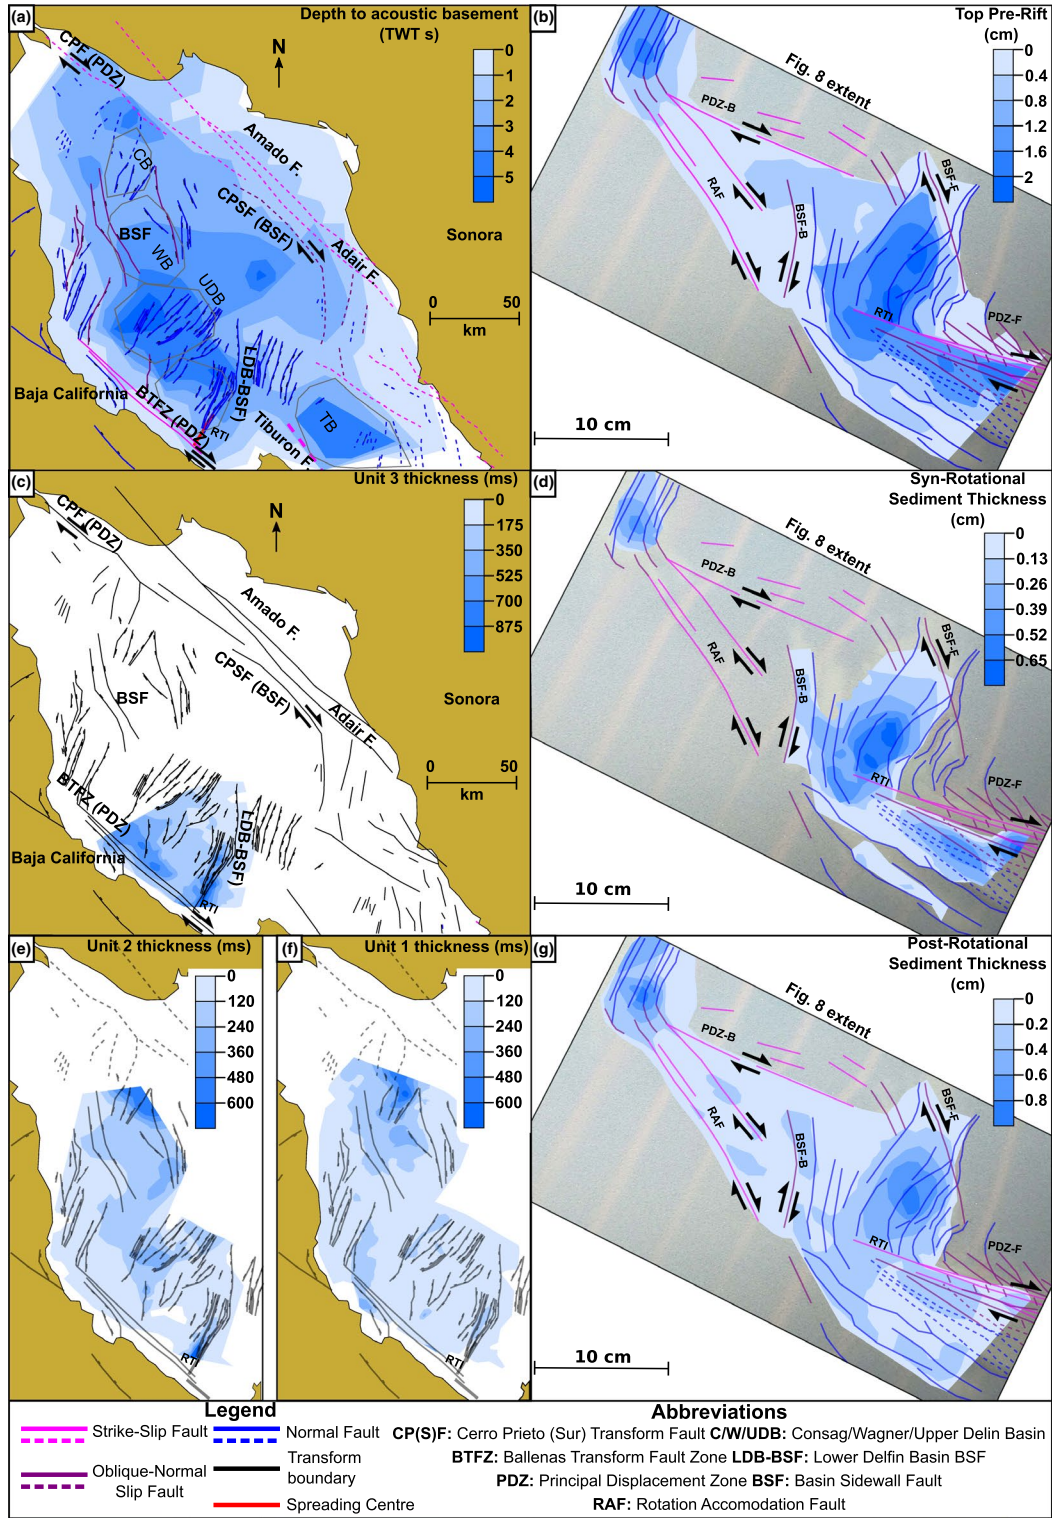 (a)
Depth to acoustic basement
(TWT s)
CPF (PDZ)
N
0
1
2
3
4
5
Amado F.
CB
CPSF (BSF)
BSF
WB
Adair F.
Sonora
UDB
0 50
km
LDB-BSF)
Baja California
BTFZ (PDZ)
RTI
Tiburon F.
TB
(b)
Top Pre-Rift
(cm)
Fig. 8 extent
0
0.4
0.8
1.2
1.6
2
PDZ-B
RAF
BSF-B
BSF-F
RTI
PDZ-F
10 cm
(c)
Unit 3 thickness (ms)
CPF (PDZ)
N
0
175
350
525
700
875
Amado F.
CPSF (BSF)
BSF
Adair F.
Sonora
0 50
km
BTFZ (PDZ)
LDB-BSF)
Baja California
RTI
(d)
Syn-Rotational
Sediment Thickness
(cm)
Fig. 8 extent
0
0.13
0.26
0.39
0.52
0.65
PDZ-B
RAF
BSF-B
BSF-F
RTI
PDZ-F
10 cm
(e)
Unit 2 thickness (ms)
0
120
240
360
480
600
RTI
(f)
Unit 1 thickness (ms)
0
120
240
360
480
600
RTI
(g)
Post-Rotational
Sediment Thickness
(cm)
Fig. 8 extent
0
0.2
0.4
0.6
0.8
PDZ-B
RAF
BSF-B
BSF-F
RTI
PDZ-F
10 cm
Legend
Strike-Slip Fault
Oblique-Normal
Slip Fault
Normal Fault
Transform
boundary
Spreading Centre
Abbreviations
CP(S)F: Cerro Prieto (Sur) Transform Fault C/W/UDB: Consag/Wagner/Upper Delin Basin
BTFZ: Ballenas Transform Fault Zone LDB-BSF: Lower Delfin Basin BSF
PDZ: Principal Displacement Zone BSF: Basin Sidewall Fault
RAF: Rotation Accomodation Fault